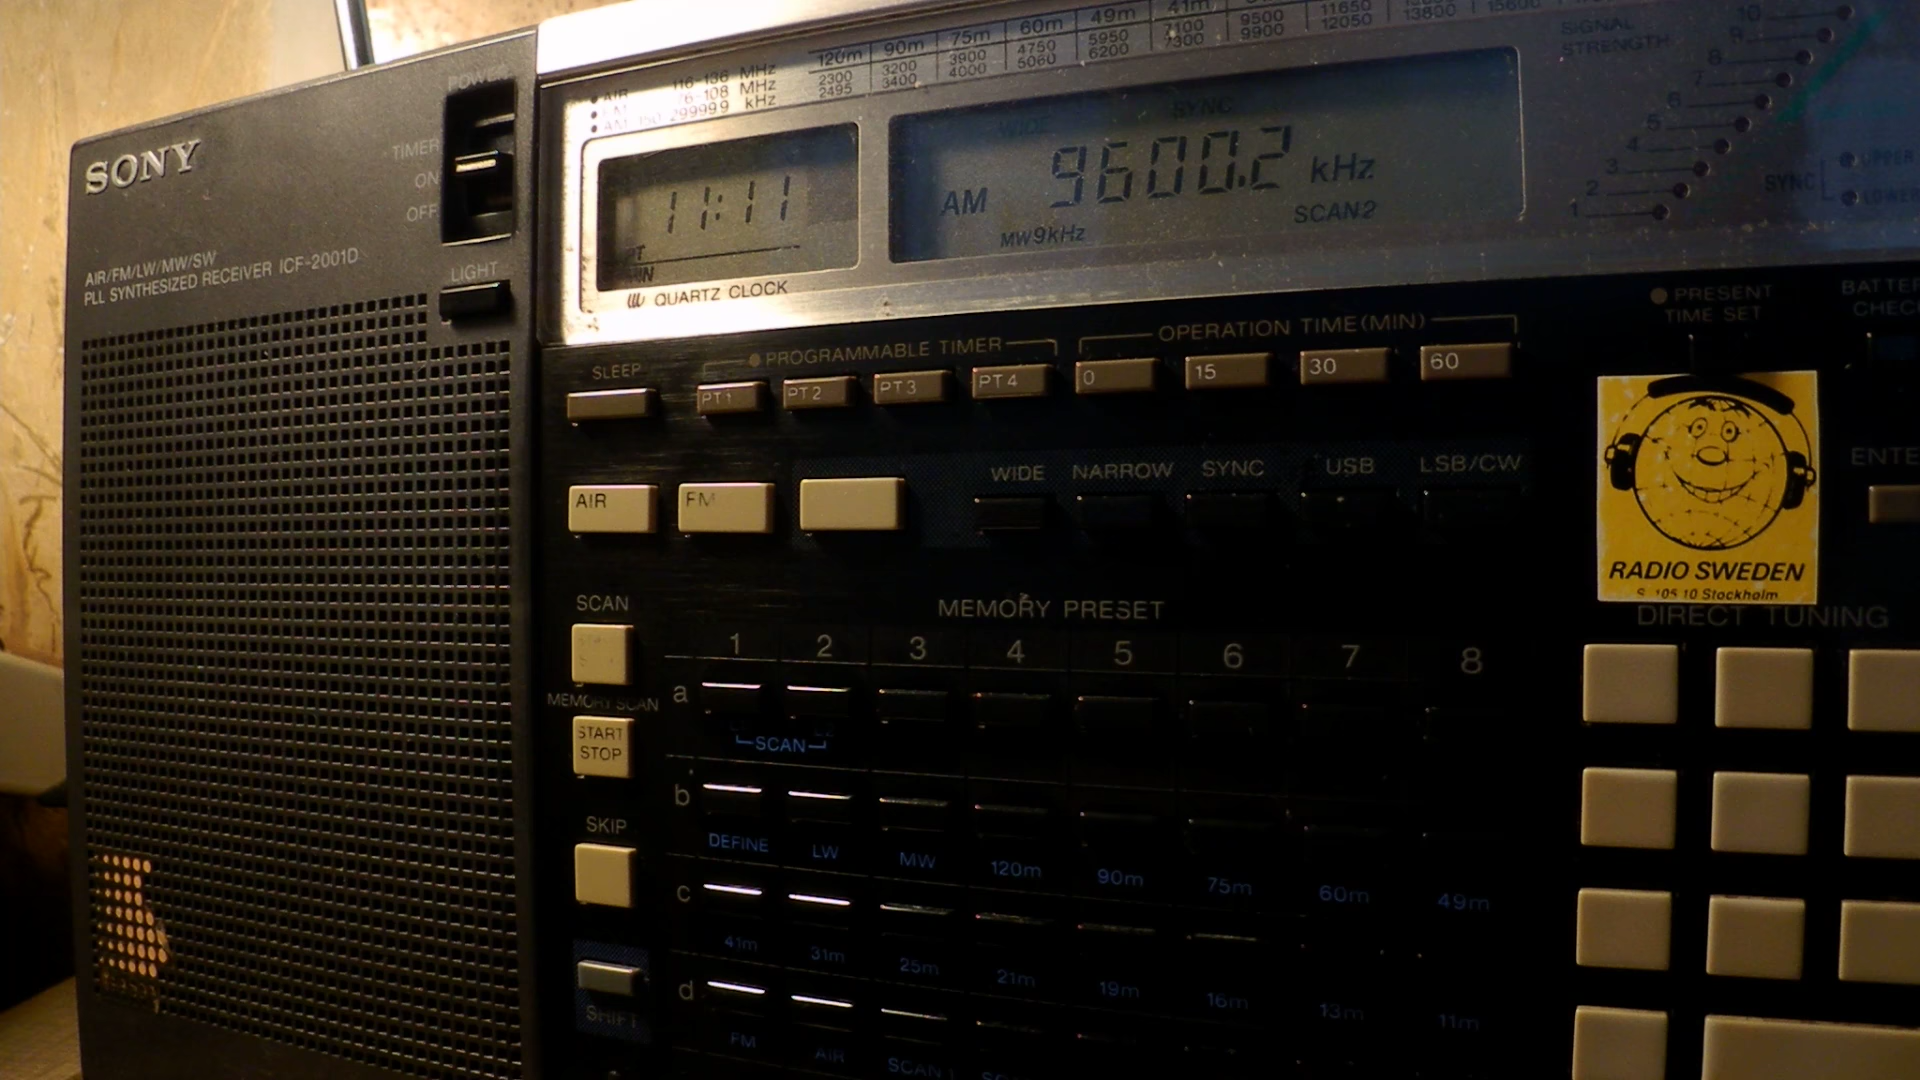 SONY
POWER
TIMER
ON
OFF
LIGHT
AIR/FM/LW/MW/SW
PLL SYNTHESIZED RECEIVER ICF-2001D
AIR 116-136 MHz
FM 76-108 MHz
AM 150-29999.9 kHz
120m 90m 75m 60m 49m 41m
2300 3200 3900 4750 5950 7100 9500 11650
2495 3400 4000 5060 6200 7300 9900 12050 13800 15600
SIGNAL
STRENGTH
10
9
8
7
6
5
4
3
2
1
SYNC
UPPER
LOWER
11:11
PT
QUARTZ CLOCK
WIDE SYNC
AM 9600.2 kHz
MW9kHz SCAN2
PRESENT
TIME SET
SLEEP
PROGRAMMABLE TIMER
OPERATION TIME(MIN)
PT1 PT2 PT3 PT4 0 15 30 60
AIR FM
WIDE NARROW SYNC USB LSB/CW
RADIO SWEDEN
S-105 10 Stockholm
DIRECT TUNING
SCAN
MEMORY SCAN
START
STOP
SKIP
SHIFT
MEMORY PRESET
1 2 3 4 5 6 7 8
a
SCAN
b
DEFINE LW MW 120m 90m 75m 60m 49m
c
41m 31m 25m 21m 19m 16m 13m 11m
d
FM AIR SCAN